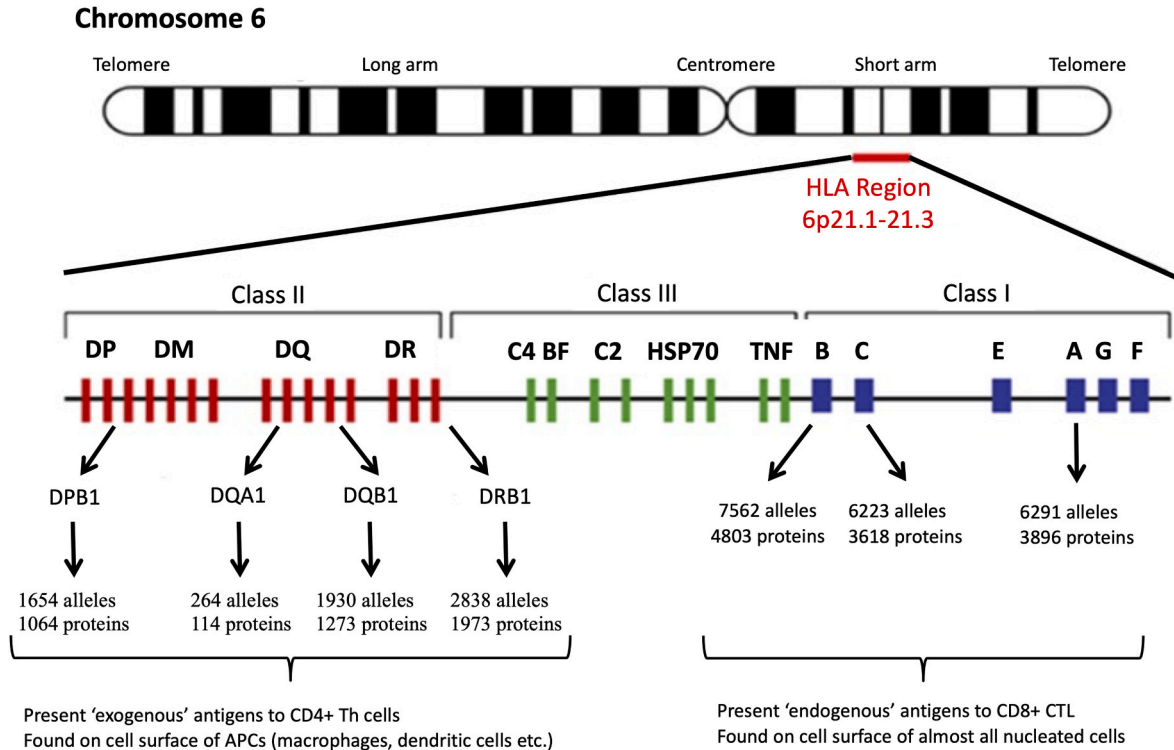 Chromosome 6
Telomere Long arm Centromere Short arm Telomere
HLA Region
6p21.1-21.3
Class II Class III Class I
DP DM DQ DR C4 BF C2 HSP70 TNF B C E A G F
DPB1 DQA1 DQB1 DRB1
1654 alleles
1064 proteins
264 alleles
114 proteins
1930 alleles
1273 proteins
2838 alleles
1973 proteins
7562 alleles
4803 proteins
6223 alleles
3618 proteins
6291 alleles
3896 proteins
Present ‘exogenous’ antigens to CD4+ Th cells
Found on cell surface of APCs (macrophages, dendritic cells etc.)
Present ‘endogenous’ antigens to CD8+ CTL
Found on cell surface of almost all nucleated cells